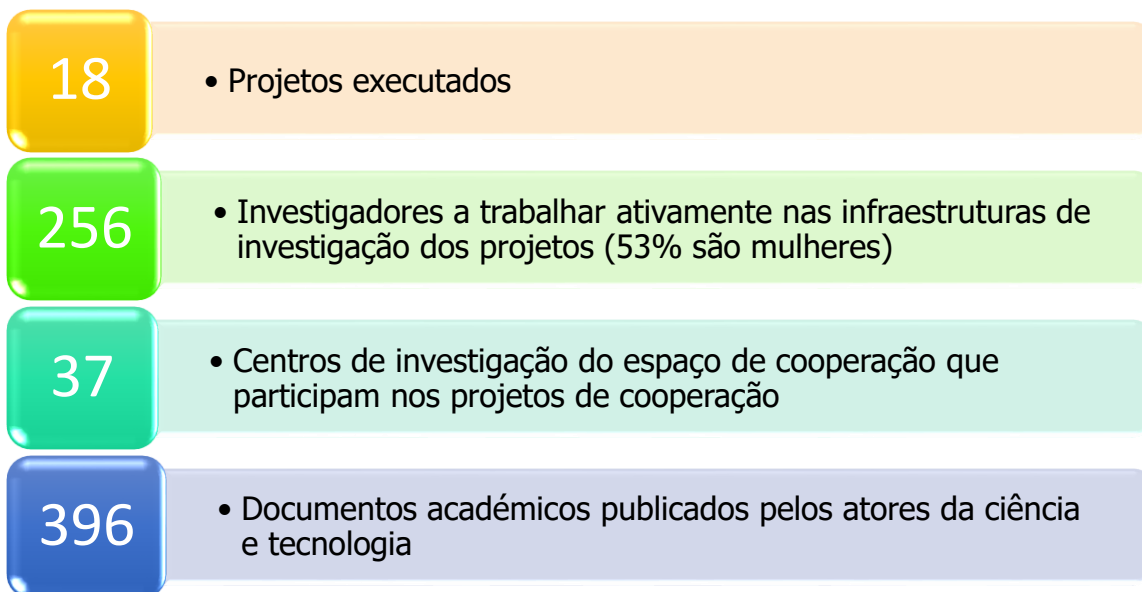 18
• Projetos executados
256
• Investigadores a trabalhar ativamente nas infraestruturas de
investigação dos projetos (53% são mulheres)
37
• Centros de investigação do espaço de cooperação que
participam nos projetos de cooperação
396
• Documentos académicos publicados pelos atores da ciência
e tecnologia